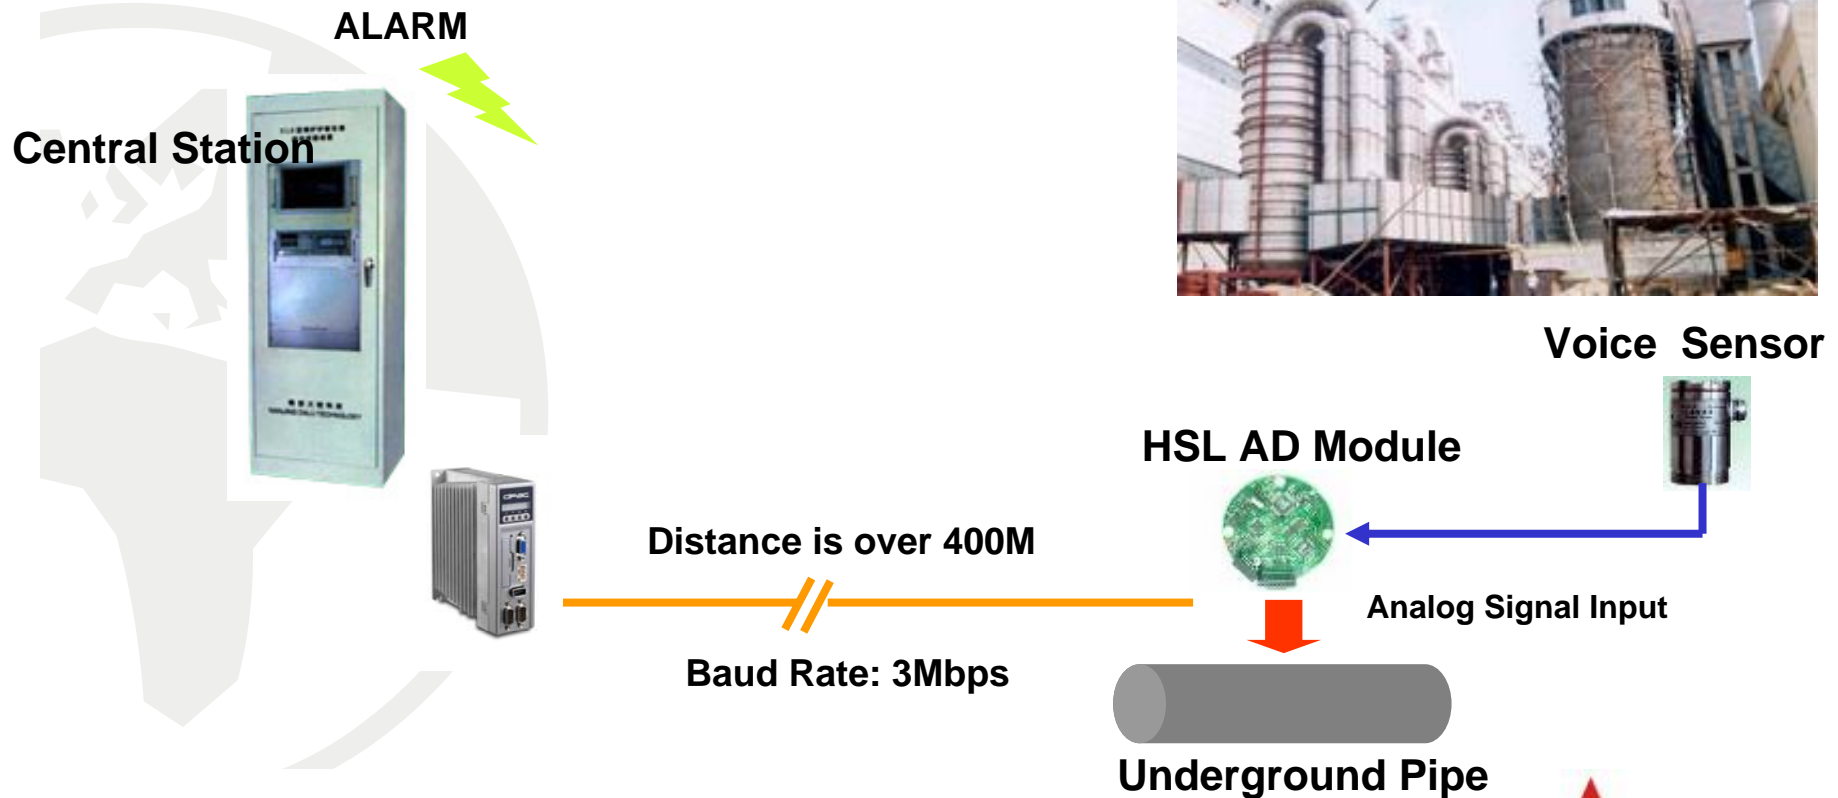 ALARM
Central Station
Voice Sensor
HSL AD Module
Distance is over 400M
Analog Signal Input
Baud Rate: 3Mbps
Underground Pipe